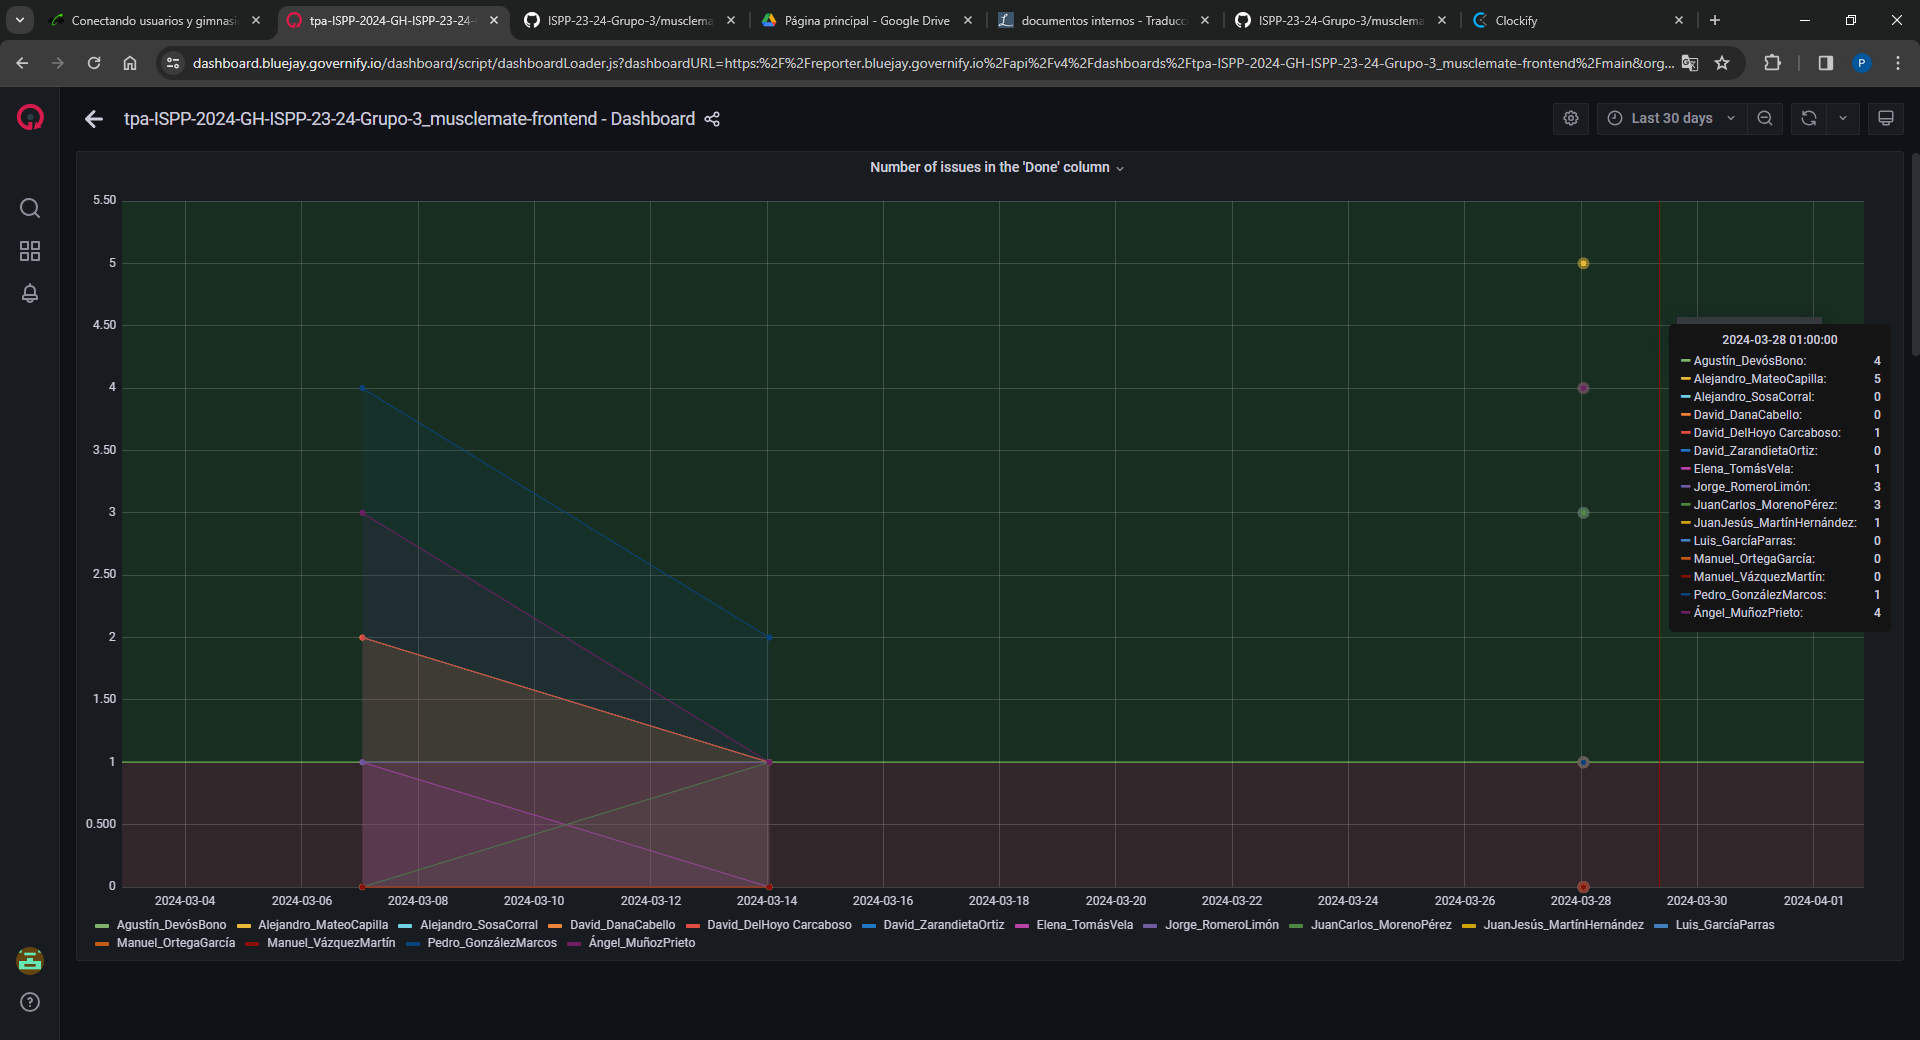 Conectando usuarios y gimnasi
tpa-ISPP-2024-GH-ISPP-23-24-
ISPP-23-24-Grupo-3/musclema
Página principal - Google Drive
documentos internos - Traducc
ISPP-23-24-Grupo-3/musclema
Clockify
dashboard.bluejay.governify.io/dashboard/script/dashboardLoader.js?dashboardURL=https:%2F%2Freporter.bluejay.governify.io%2Fapi%2Fv4%2Fdashboards%2Ftpa-ISPP-2024-GH-ISPP-23-24-Grupo-3_musclemate-frontend%2Fmain&org...
P
tpa-ISPP-2024-GH-ISPP-23-24-Grupo-3_musclemate-frontend - Dashboard
Last 30 days
Number of issues in the 'Done' column
5.50
5
4.50
4
3.50
3
2.50
2
1.50
1
0.500
0
2024-03-28 01:00:00
Agustín_DevósBono: 4
Alejandro_MateoCapilla: 5
Alejandro_SosaCorral: 0
David_DanaCabello: 0
David_DelHoyo Carcaboso: 1
David_ZarandietaOrtiz: 0
Elena_TomásVela: 1
Jorge_RomeroLimón: 3
JuanCarlos_MorenoPérez: 3
JuanJesús_MartínHernández: 1
Luis_GarcíaParras: 0
Manuel_OrtegaGarcía: 0
Manuel_VázquezMartín: 0
Pedro_GonzálezMarcos: 1
Ángel_MuñozPrieto: 4
2024-03-04 2024-03-06 2024-03-08 2024-03-10 2024-03-12 2024-03-14 2024-03-16 2024-03-18 2024-03-20 2024-03-22 2024-03-24 2024-03-26 2024-03-28 2024-03-30 2024-04-01
Agustín_DevósBono Alejandro_MateoCapilla Alejandro_SosaCorral David_DanaCabello David_DelHoyo Carcaboso David_ZarandietaOrtiz Elena_TomásVela Jorge_RomeroLimón JuanCarlos_MorenoPérez JuanJesús_MartínHernández Luis_GarcíaParras
Manuel_OrtegaGarcía Manuel_VázquezMartín Pedro_GonzálezMarcos Ángel_MuñozPrieto